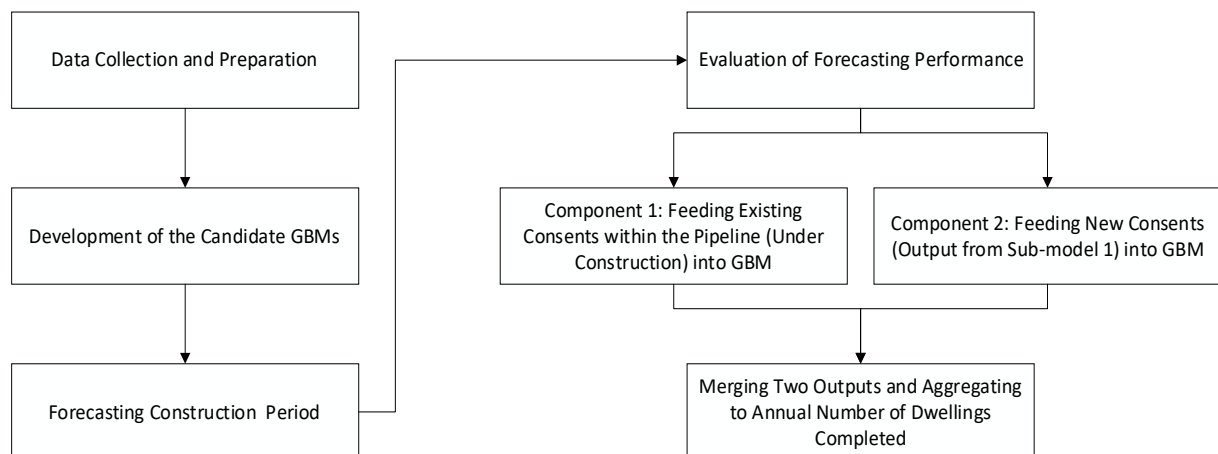 Data Collection and Preparation
Development of the Candidate GBMs
Forecasting Construction Period
Evaluation of Forecasting Performance
Component 1: Feeding Existing
Consents within the Pipeline (Under
Construction) into GBM
Component 2: Feeding New Consents
(Output from Sub-model 1) into GBM
Merging Two Outputs and Aggregating
to Annual Number of Dwellings
Completed